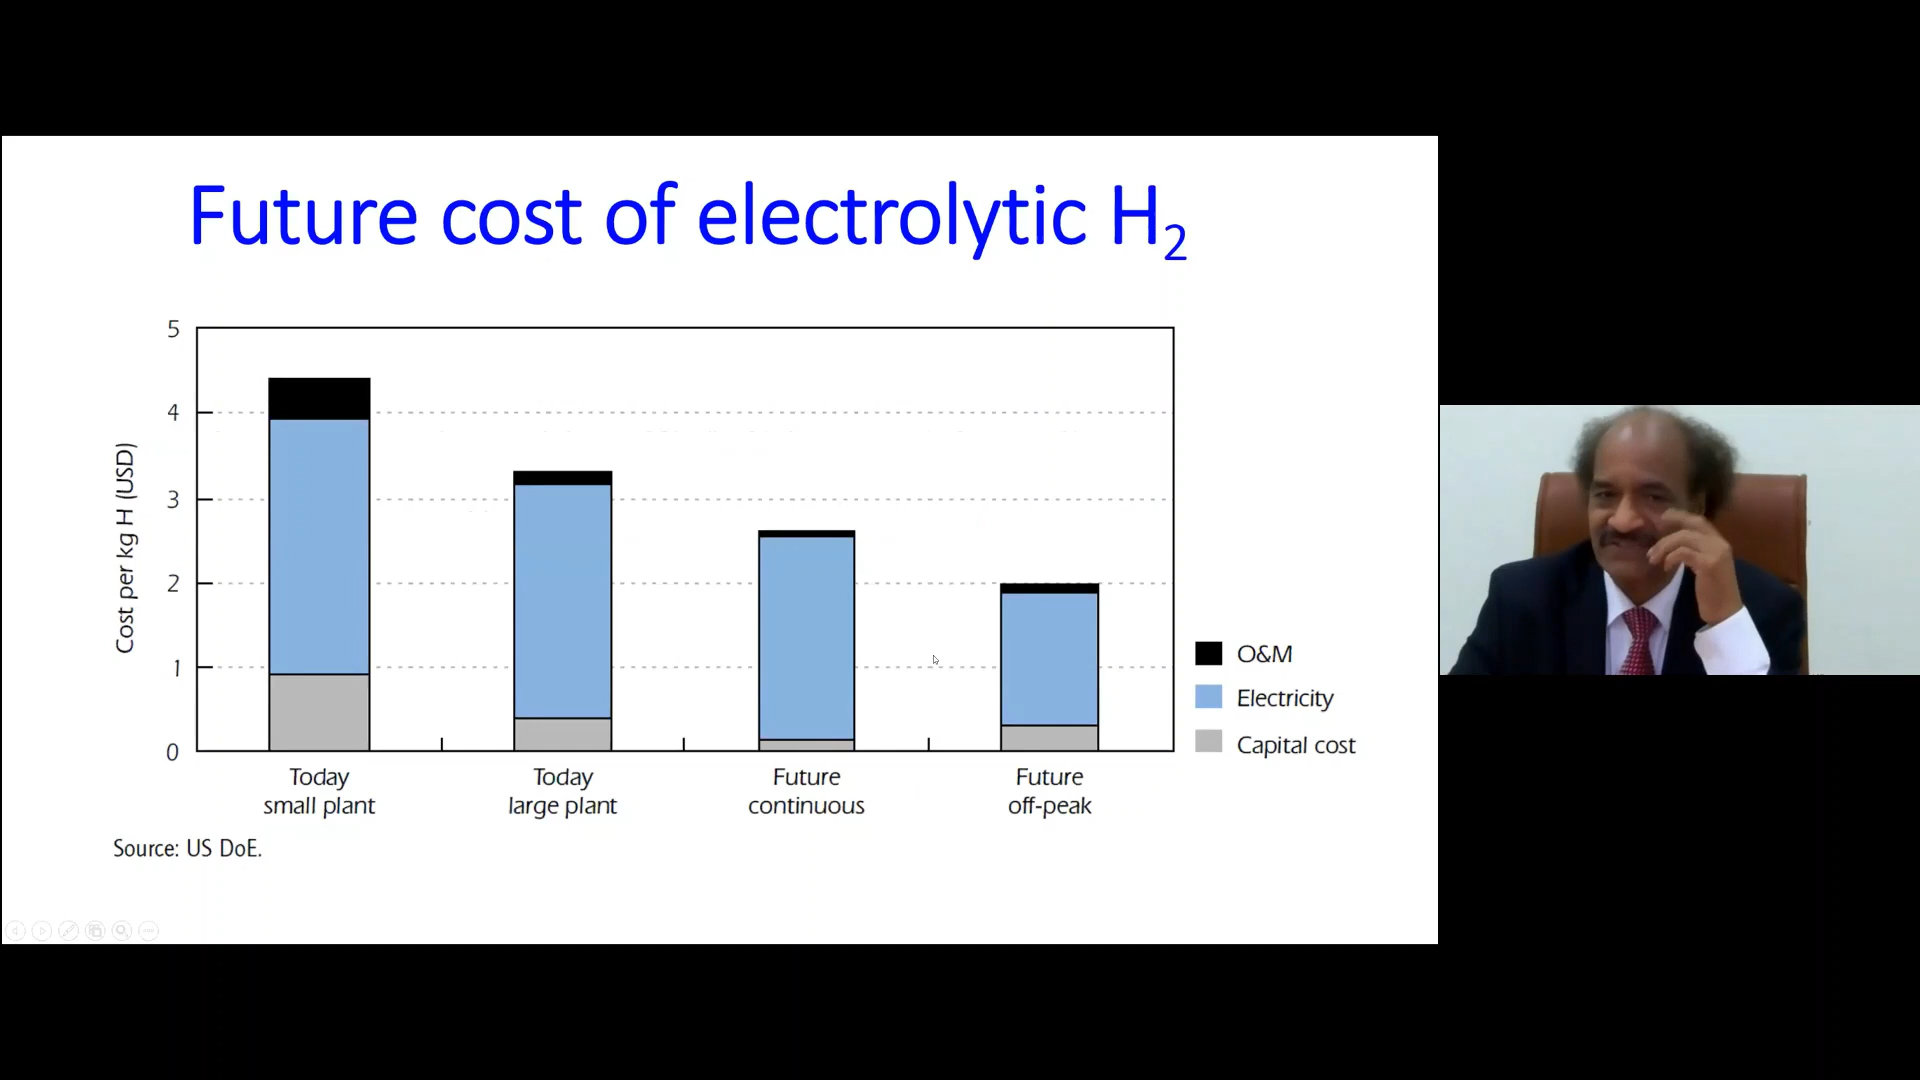 Future cost of electrolytic H₂
5
4
3
2
1
0
Cost per kg H (USD)
O&M
Electricity
Capital cost
Today
small plant
Today
large plant
Future
continuous
Future
off-peak
Source: US DoE.